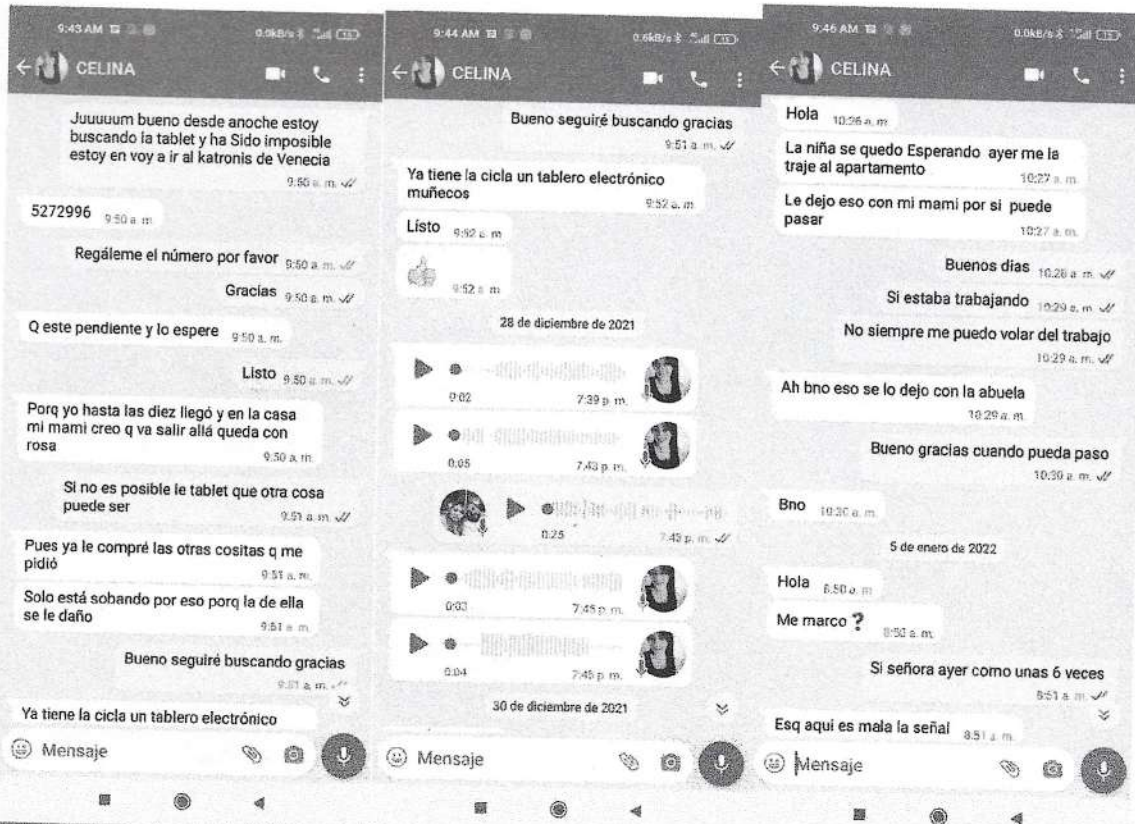 9:43 AM
0.0kB/s
CELINA
Juuuuum bueno desde anoche estoy
buscando la tablet y ha Sido imposible
estoy en voy a ir al katronis de Venecia
9:50 a. m.
5272996 9:50 a. m.
Regáleme el número por favor 9:50 a. m.
Gracias 9:50 a. m.
Q este pendiente y lo espere 9:50 a. m.
Listo 9:50 a. m.
Porq yo hasta las diez llegó y en la casa
mi mami creo q va salir allá queda con
rosa
9:50 a. m.
Si no es posible le tablet que otra cosa
puede ser
9:51 a. m.
Pues ya le compré las otras cositas q me
pidió
9:51 a. m.
Solo está sobando por eso porq la de ella
se le daño
9:51 a. m.
Bueno seguiré buscando gracias
9:51 a. m.
Ya tiene la cicla un tablero electrónico
Mensaje
9:44 AM
0.6kB/s
CELINA
Bueno seguiré buscando gracias
9:51 a. m.
Ya tiene la cicla un tablero electrónico
muñecos
9:52 a. m.
Lísto 9:52 a. m.
9:52 a. m.
28 de diciembre de 2021
0:02 7:39 p. m.
0:05 7:43 p. m.
0:25 7:43 p. m.
0:03 7:45 p. m.
0:04 7:45 p. m.
30 de diciembre de 2021
Mensaje
9:46 AM
0.0kB/s
CELINA
Hola 10:26 a. m.
La niña se quedo Esperando ayer me la
traje al apartamento
10:27 a. m.
Le dejo eso con mi mami por si puede
pasar
10:27 a. m.
Buenos dias 10:28 a. m.
Si estaba trabajando 10:29 a. m.
No siempre me puedo volar del trabajo
10:29 a. m.
Ah bno eso se lo dejo con la abuela
10:29 a. m.
Bueno gracias cuando pueda paso
10:30 a. m.
Bno 10:30 a. m.
5 de enero de 2022
Hola 8:50 a. m.
Me marco ? 8:50 a. m.
Si señora ayer como unas 6 veces
8:51 a. m.
Esq aqui es mala la señal 8:51 a. m.
Mensaje